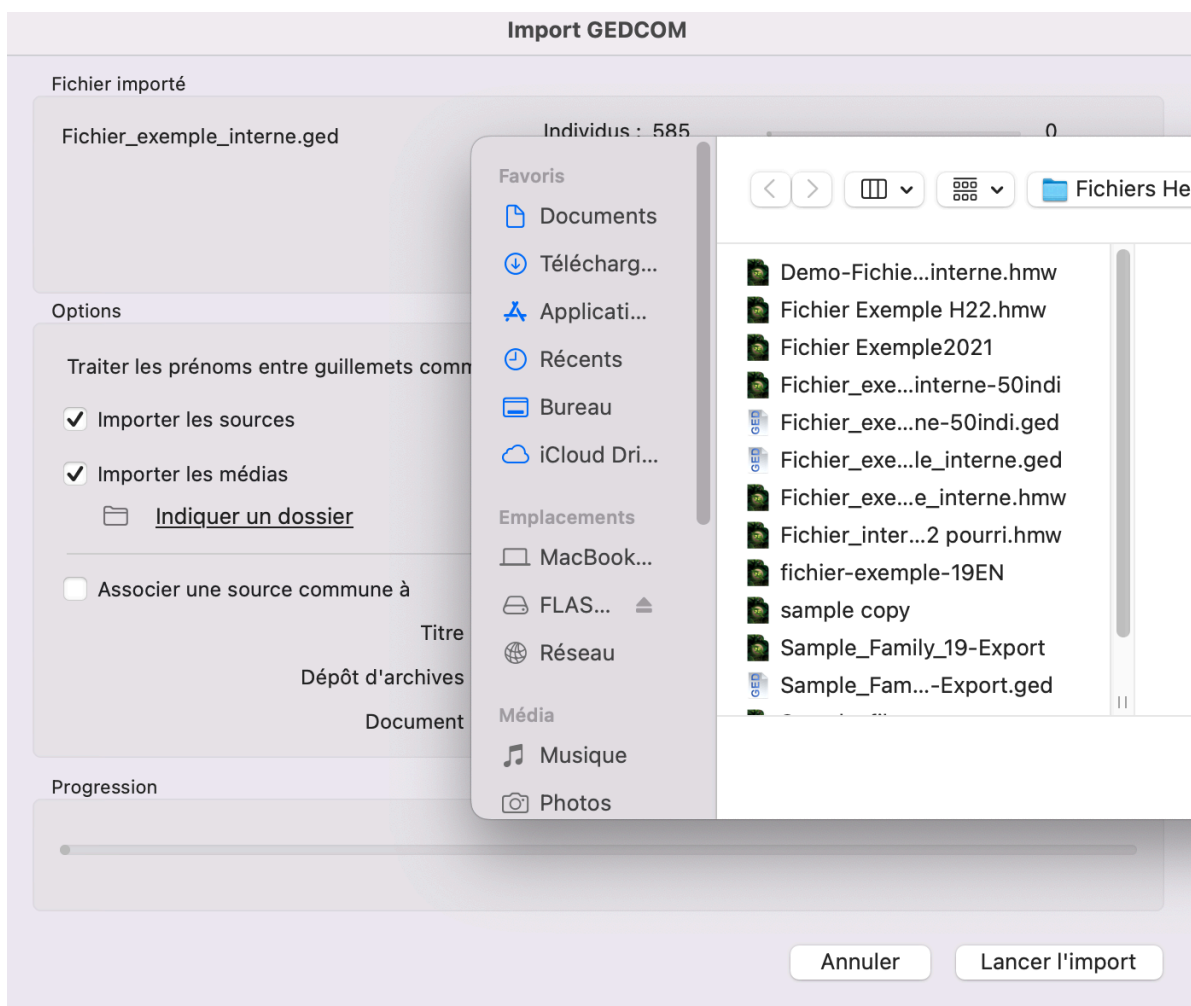 Import GEDCOM
Fichier importé
Fichier_exemple_interne.ged
Individus : 585
0
Options
Traiter les prénoms entre guillemets comm
Importer les sources
Importer les médias
Indiquer un dossier
Associer une source commune à
Titre
Dépôt d'archives
Document
Progression
Annuler
Lancer l'import
Favoris
Documents
Télécharg...
Applicati...
Récents
Bureau
iCloud Dri...
Emplacements
MacBook...
FLAS...
Réseau
Média
Musique
Photos
Fichiers He
Demo-Fichie...interne.hmw
Fichier Exemple H22.hmw
Fichier Exemple2021
Fichier_exe...interne-50indi
GED Fichier_exe...ne-50indi.ged
GED Fichier_exe...le_interne.ged
Fichier_exe...e_interne.hmw
Fichier_inter...2 pourri.hmw
fichier-exemple-19EN
sample copy
Sample_Family_19-Export
GED Sample_Fam...-Export.ged